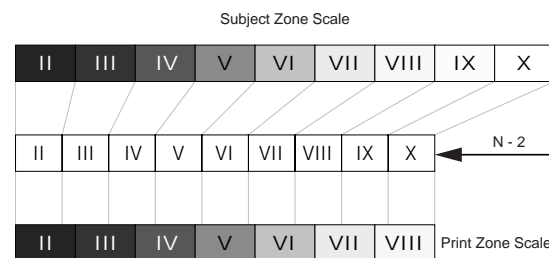 Subject Zone Scale
II III IV V VI VII VIII IX X
II III IV V VI VII VIII IX X
N - 2
II III IV V VI VII VIII Print Zone Scale